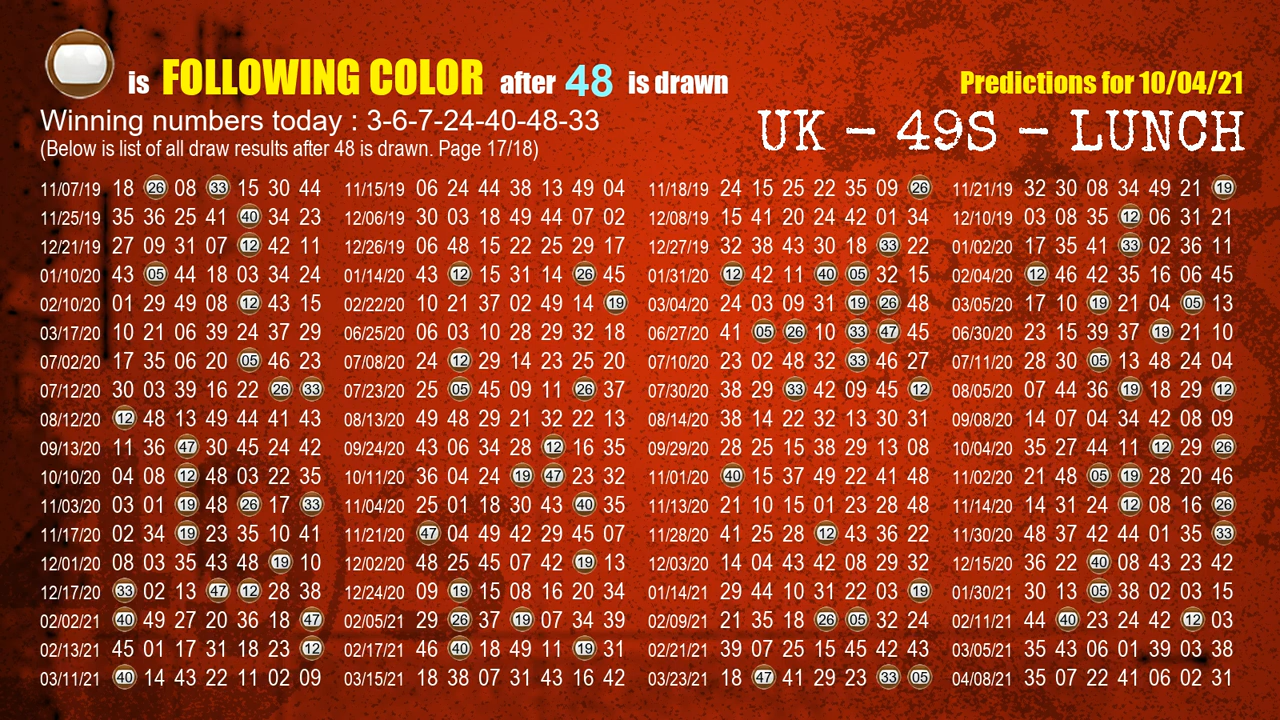 is FOLLOWING COLOR after 48 is drawn
Predictions for 10/04/21
Winning numbers today : 3-6-7-24-40-48-33
UK - 49S - LUNCH
(Below is list of all draw results after 48 is drawn. Page 17/18)
11/07/19 18 26 08 33 15 30 44 11/15/19 06 24 44 38 13 49 04 11/18/19 24 15 25 22 35 09 26 11/21/19 32 30 08 34 49 21 19
11/25/19 35 36 25 41 40 34 23 12/06/19 30 03 18 49 44 07 02 12/08/19 15 41 20 24 42 01 34 12/10/19 03 08 35 12 06 31 21
12/21/19 27 09 31 07 12 42 11 12/26/19 06 48 15 22 25 29 17 12/27/19 32 38 43 30 18 33 22 01/02/20 17 35 41 33 02 36 11
01/10/20 43 05 44 18 03 34 24 01/14/20 43 12 15 31 14 26 45 01/31/20 12 42 11 40 05 32 15 02/04/20 12 46 42 35 16 06 45
02/10/20 01 29 49 08 12 43 15 02/22/20 10 21 37 02 49 14 19 03/04/20 24 03 09 31 19 26 48 03/05/20 17 10 19 21 04 05 13
03/17/20 10 21 06 39 24 37 29 06/25/20 06 03 10 28 29 32 18 06/27/20 41 05 26 10 33 47 45 06/30/20 23 15 39 37 19 21 10
07/02/20 17 35 06 20 05 46 23 07/08/20 24 12 29 14 23 25 20 07/10/20 23 02 48 32 33 46 27 07/11/20 28 30 05 13 48 24 04
07/12/20 30 03 39 16 22 26 33 07/23/20 25 05 45 09 11 26 37 07/30/20 38 29 33 42 09 45 12 08/05/20 07 44 36 19 18 29 12
08/12/20 12 48 13 49 44 41 43 08/13/20 49 48 29 21 32 22 13 08/14/20 38 14 22 32 13 30 31 09/08/20 14 07 04 34 42 08 09
09/13/20 11 36 47 30 45 24 42 09/24/20 43 06 34 28 12 16 35 09/29/20 28 25 15 38 29 13 08 10/04/20 35 27 44 11 12 29 26
10/10/20 04 08 12 48 03 22 35 10/11/20 36 04 24 19 47 23 32 11/01/20 40 15 37 49 22 41 48 11/02/20 21 48 05 19 28 20 46
11/03/20 03 01 19 48 26 17 33 11/04/20 25 01 18 30 43 40 35 11/13/20 21 10 15 01 23 28 48 11/14/20 14 31 24 12 08 16 26
11/17/20 02 34 19 23 35 10 41 11/21/20 47 04 49 42 29 45 07 11/28/20 41 25 28 12 43 36 22 11/30/20 48 37 42 44 01 35 33
12/01/20 08 03 35 43 48 19 10 12/02/20 48 25 45 07 42 19 13 12/03/20 14 04 43 42 08 29 32 12/15/20 36 22 40 08 43 23 42
12/17/20 33 02 13 47 12 28 38 12/24/20 09 19 15 08 16 20 34 01/14/21 29 44 10 31 22 03 19 01/30/21 30 13 05 38 02 03 15
02/02/21 40 49 27 20 36 18 47 02/05/21 29 26 37 19 07 34 39 02/09/21 21 35 18 26 05 32 24 02/11/21 44 40 23 24 42 12 03
02/13/21 45 01 17 31 18 23 12 02/17/21 46 40 18 49 11 19 31 02/21/21 39 07 25 15 45 42 43 03/05/21 35 43 06 01 39 03 38
03/11/21 40 14 43 22 11 02 09 03/15/21 18 38 07 31 43 16 42 03/23/21 18 47 41 29 23 33 05 04/08/21 35 07 22 41 06 02 31